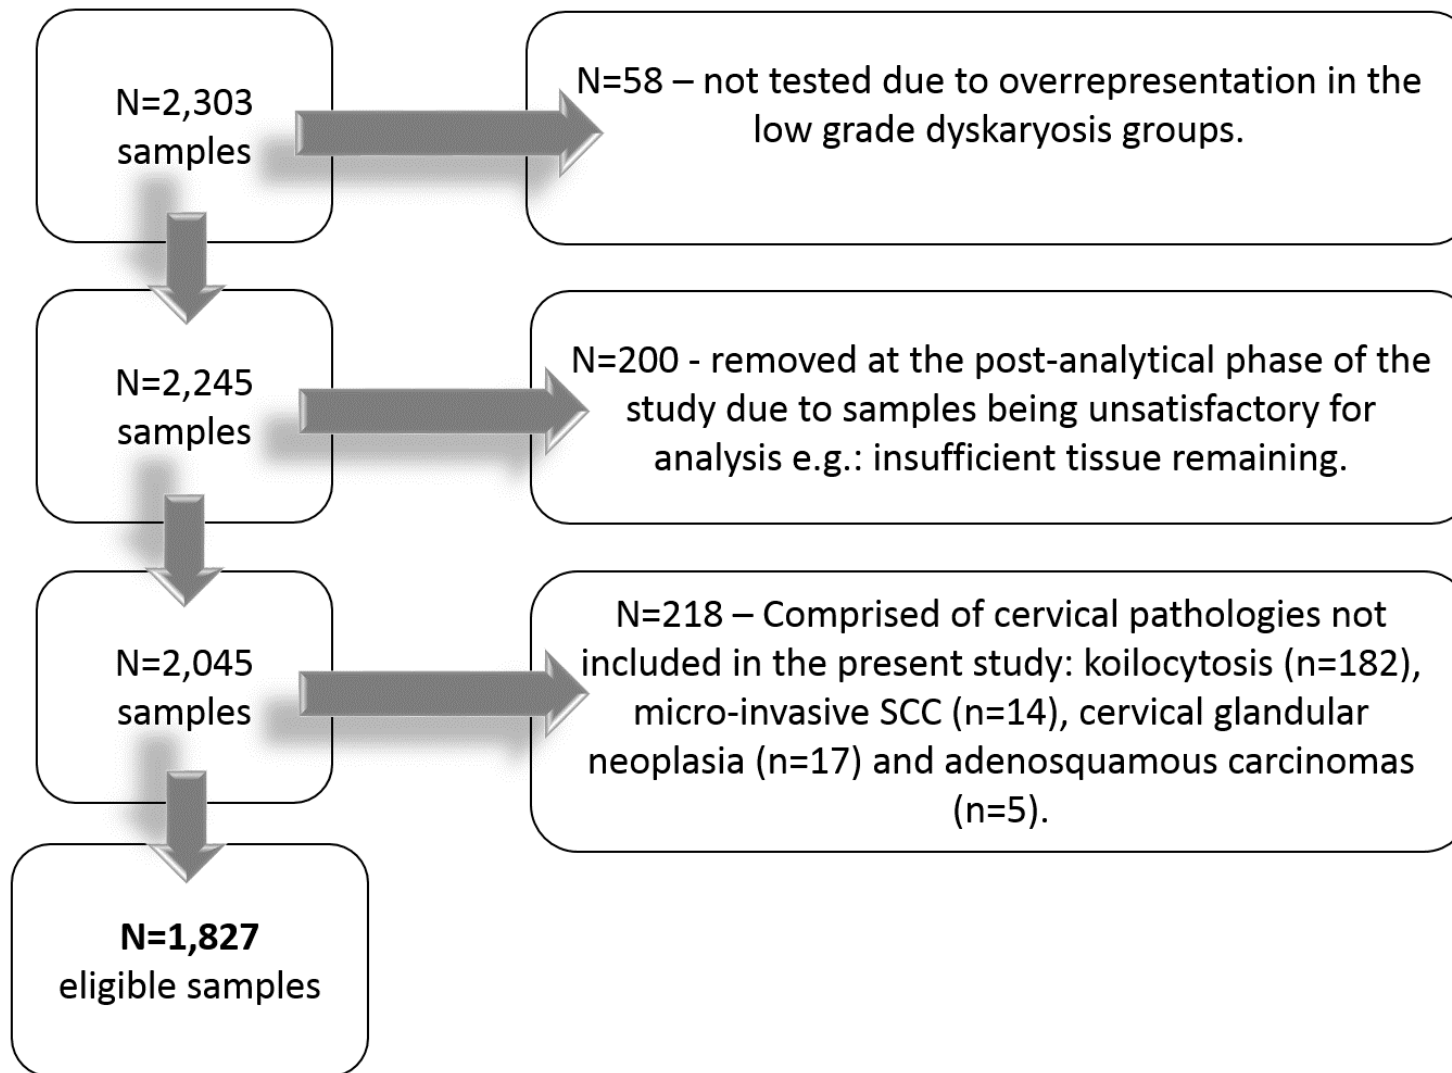 N=2,303
samples
N=58 – not tested due to overrepresentation in the
low grade dyskaryosis groups.
N=2,245
samples
N=200 - removed at the post-analytical phase of the
study due to samples being unsatisfactory for
analysis e.g.: insufficient tissue remaining.
N=2,045
samples
N=218 – Comprised of cervical pathologies not
included in the present study: koilocytosis (n=182),
micro-invasive SCC (n=14), cervical glandular
neoplasia (n=17) and adenosquamous carcinomas
(n=5).
N=1,827
eligible samples